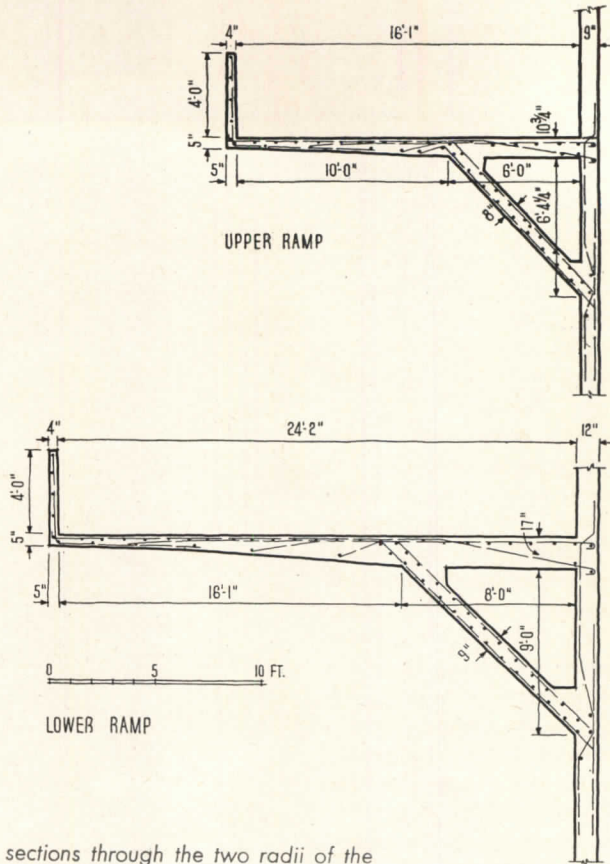 4" 16'-1" 9"
4'-0"
5"
10¾"
5" 10'-0" 6'-0"
6'-4¼"
8"
UPPER RAMP
4" 24'-2" 12"
4'-0"
5"
17"
5" 16'-1" 8'-0"
9'-0"
9"
0 5 10 FT.
LOWER RAMP
sections through the two radii of the